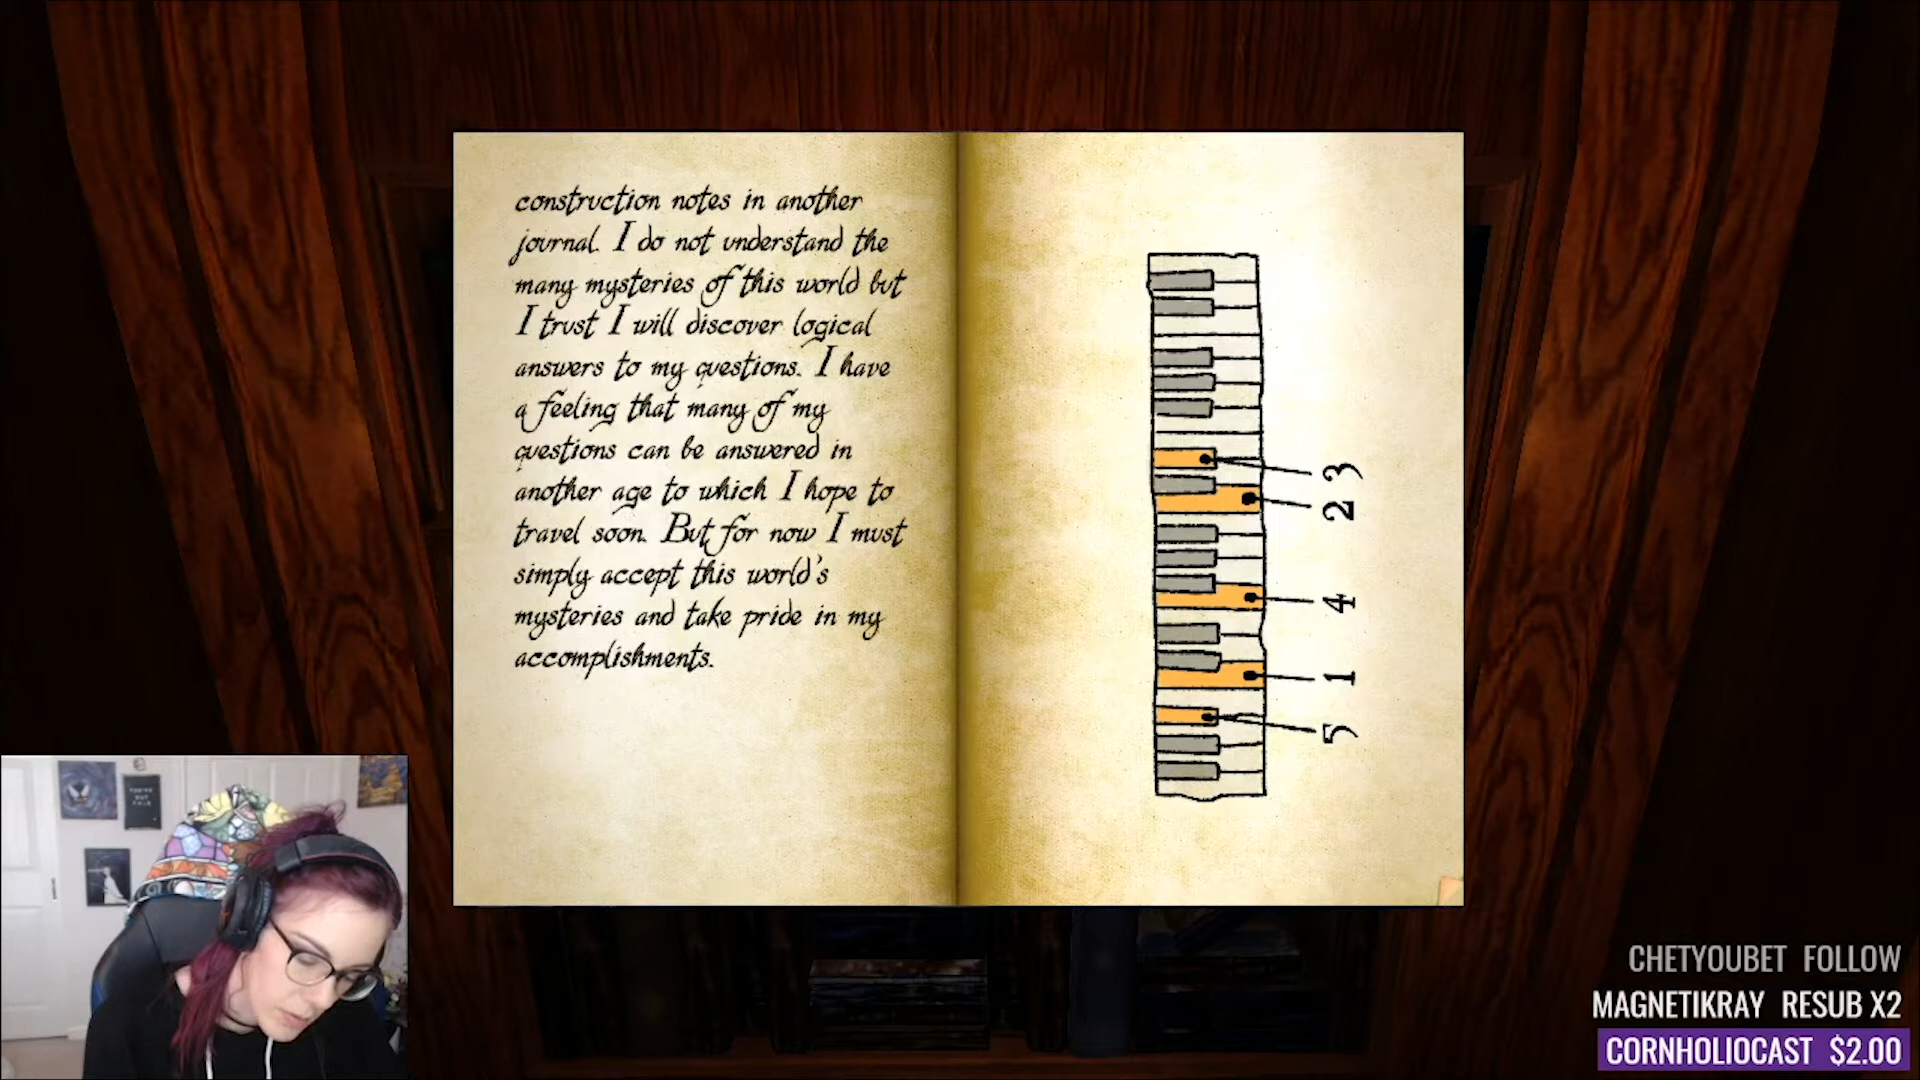 construction notes in another
journal. I do not understand the
many mysteries of this world but
I trust I will discover logical
answers to my questions. I have
a feeling that many of my
questions can be answered in
another age to which I hope to
travel soon. But for now I must
simply accept this world's
mysteries and take pride in my
accomplishments.
3
2
4
1
5
CHETYOUBET FOLLOW
MAGNETIKRAY RESUB X2
CORNHOLIOCAST $2.00